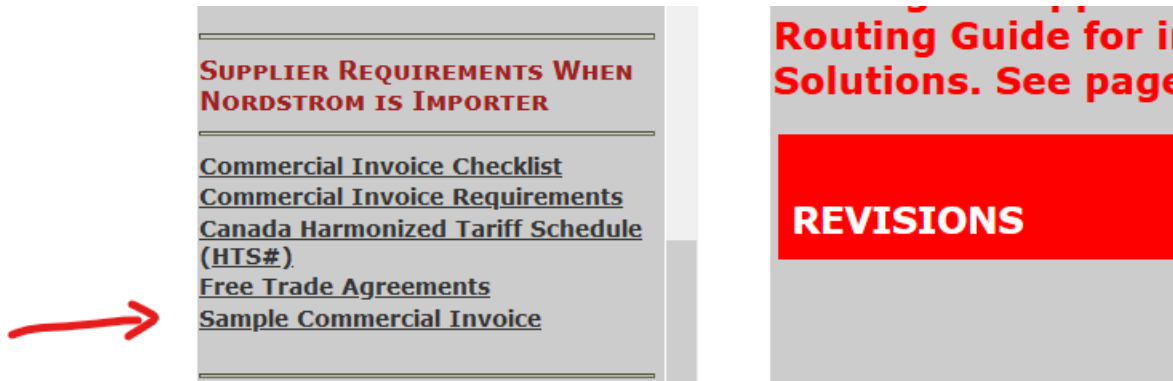 SUPPLIER REQUIREMENTS WHEN
NORDSTROM IS IMPORTER
Commercial Invoice Checklist
Commercial Invoice Requirements
Canada Harmonized Tariff Schedule
(HTS#)
Free Trade Agreements
Sample Commercial Invoice
Routing Guide for
Solutions. See page
REVISIONS